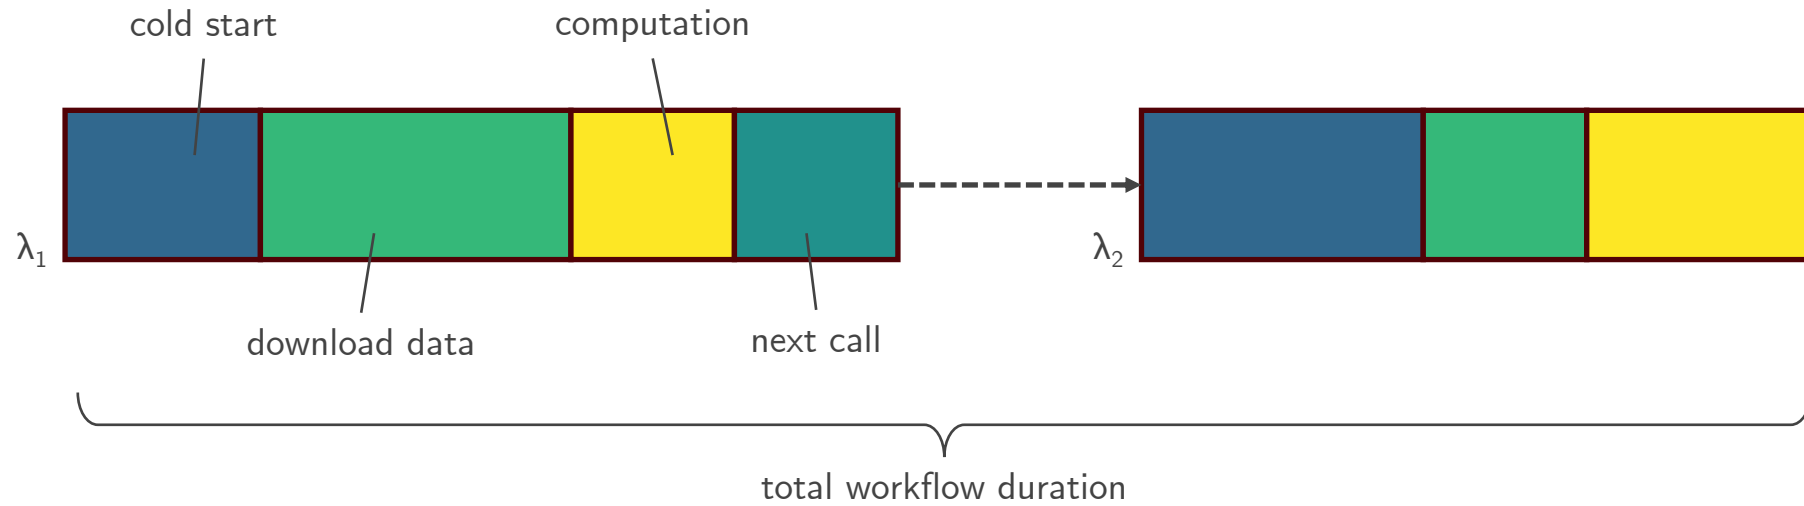 cold start
computation
λ₁
λ₂
download data
next call
total workflow duration